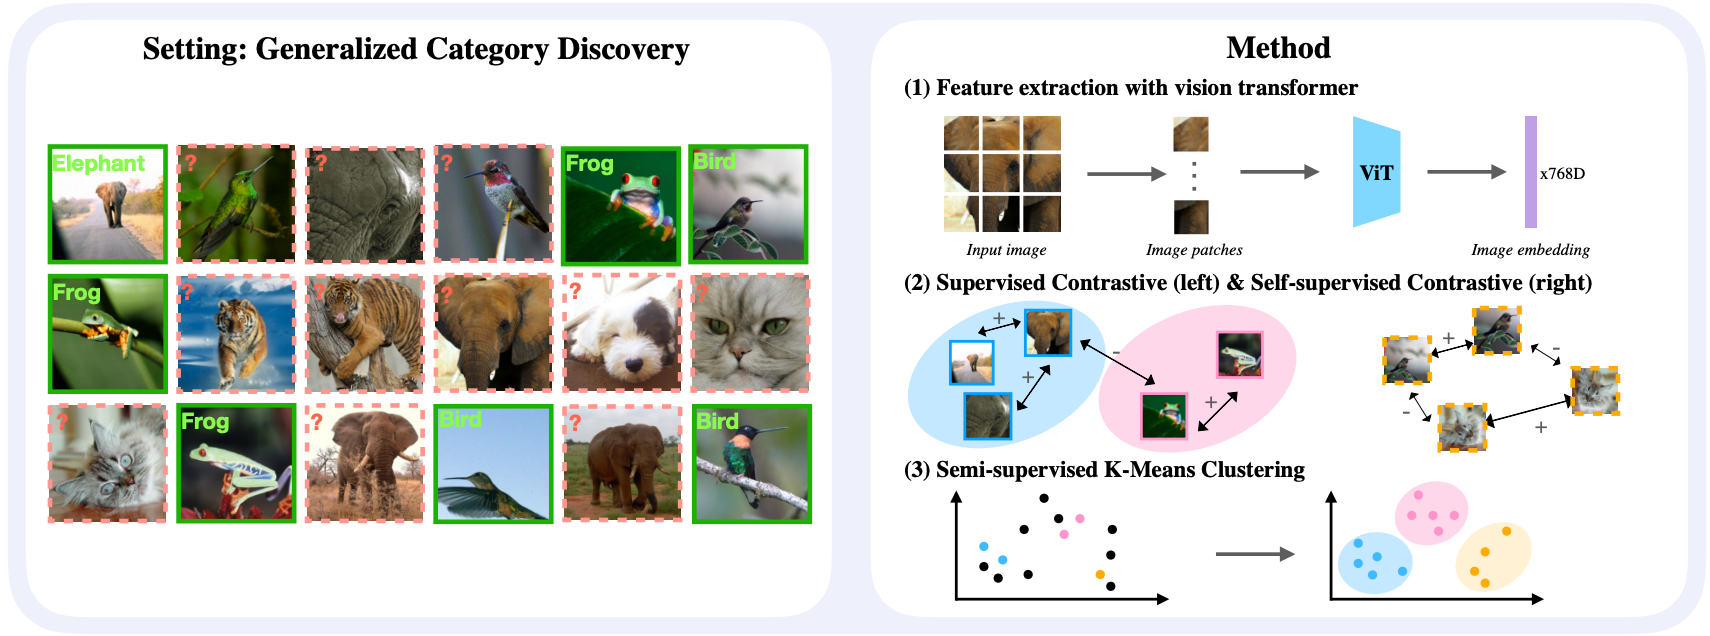 Setting: Generalized Category Discovery
Elephant
?
?
?
Frog
Bird
Frog
?
?
?
?
?
?
Frog
?
Bird
?
Bird
Method
(1) Feature extraction with vision transformer
ViT
x768D
Input image
Image patches
Image embedding
(2) Supervised Contrastive (left) & Self-supervised Contrastive (right)
+
+
-
+
+
-
-
+
(3) Semi-supervised K-Means Clustering